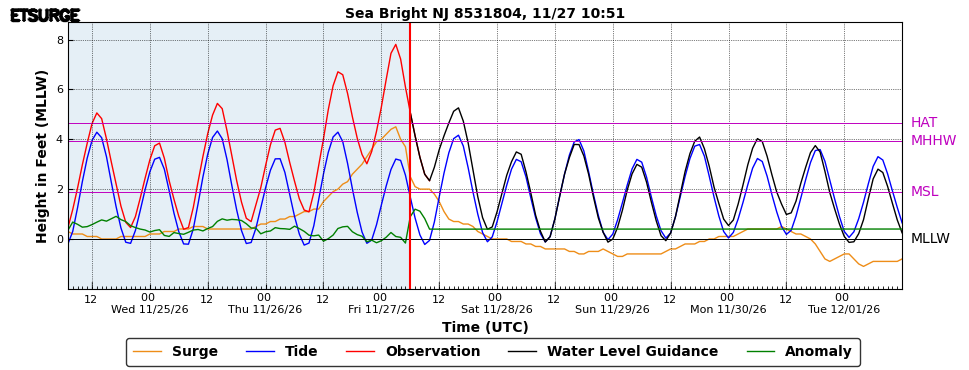 ETSURGE
Sea Bright NJ 8531804, 11/27 10:51
Height in Feet (MLLW)
8
6
4
2
0
HAT
MHHW
MSL
MLLW
12 00 12 00 12 00 12 00 12 00 12 00 12 00
Wed 11/25/26 Thu 11/26/26 Fri 11/27/26 Sat 11/28/26 Sun 11/29/26 Mon 11/30/26 Tue 12/01/26
Time (UTC)
Surge Tide Observation Water Level Guidance Anomaly